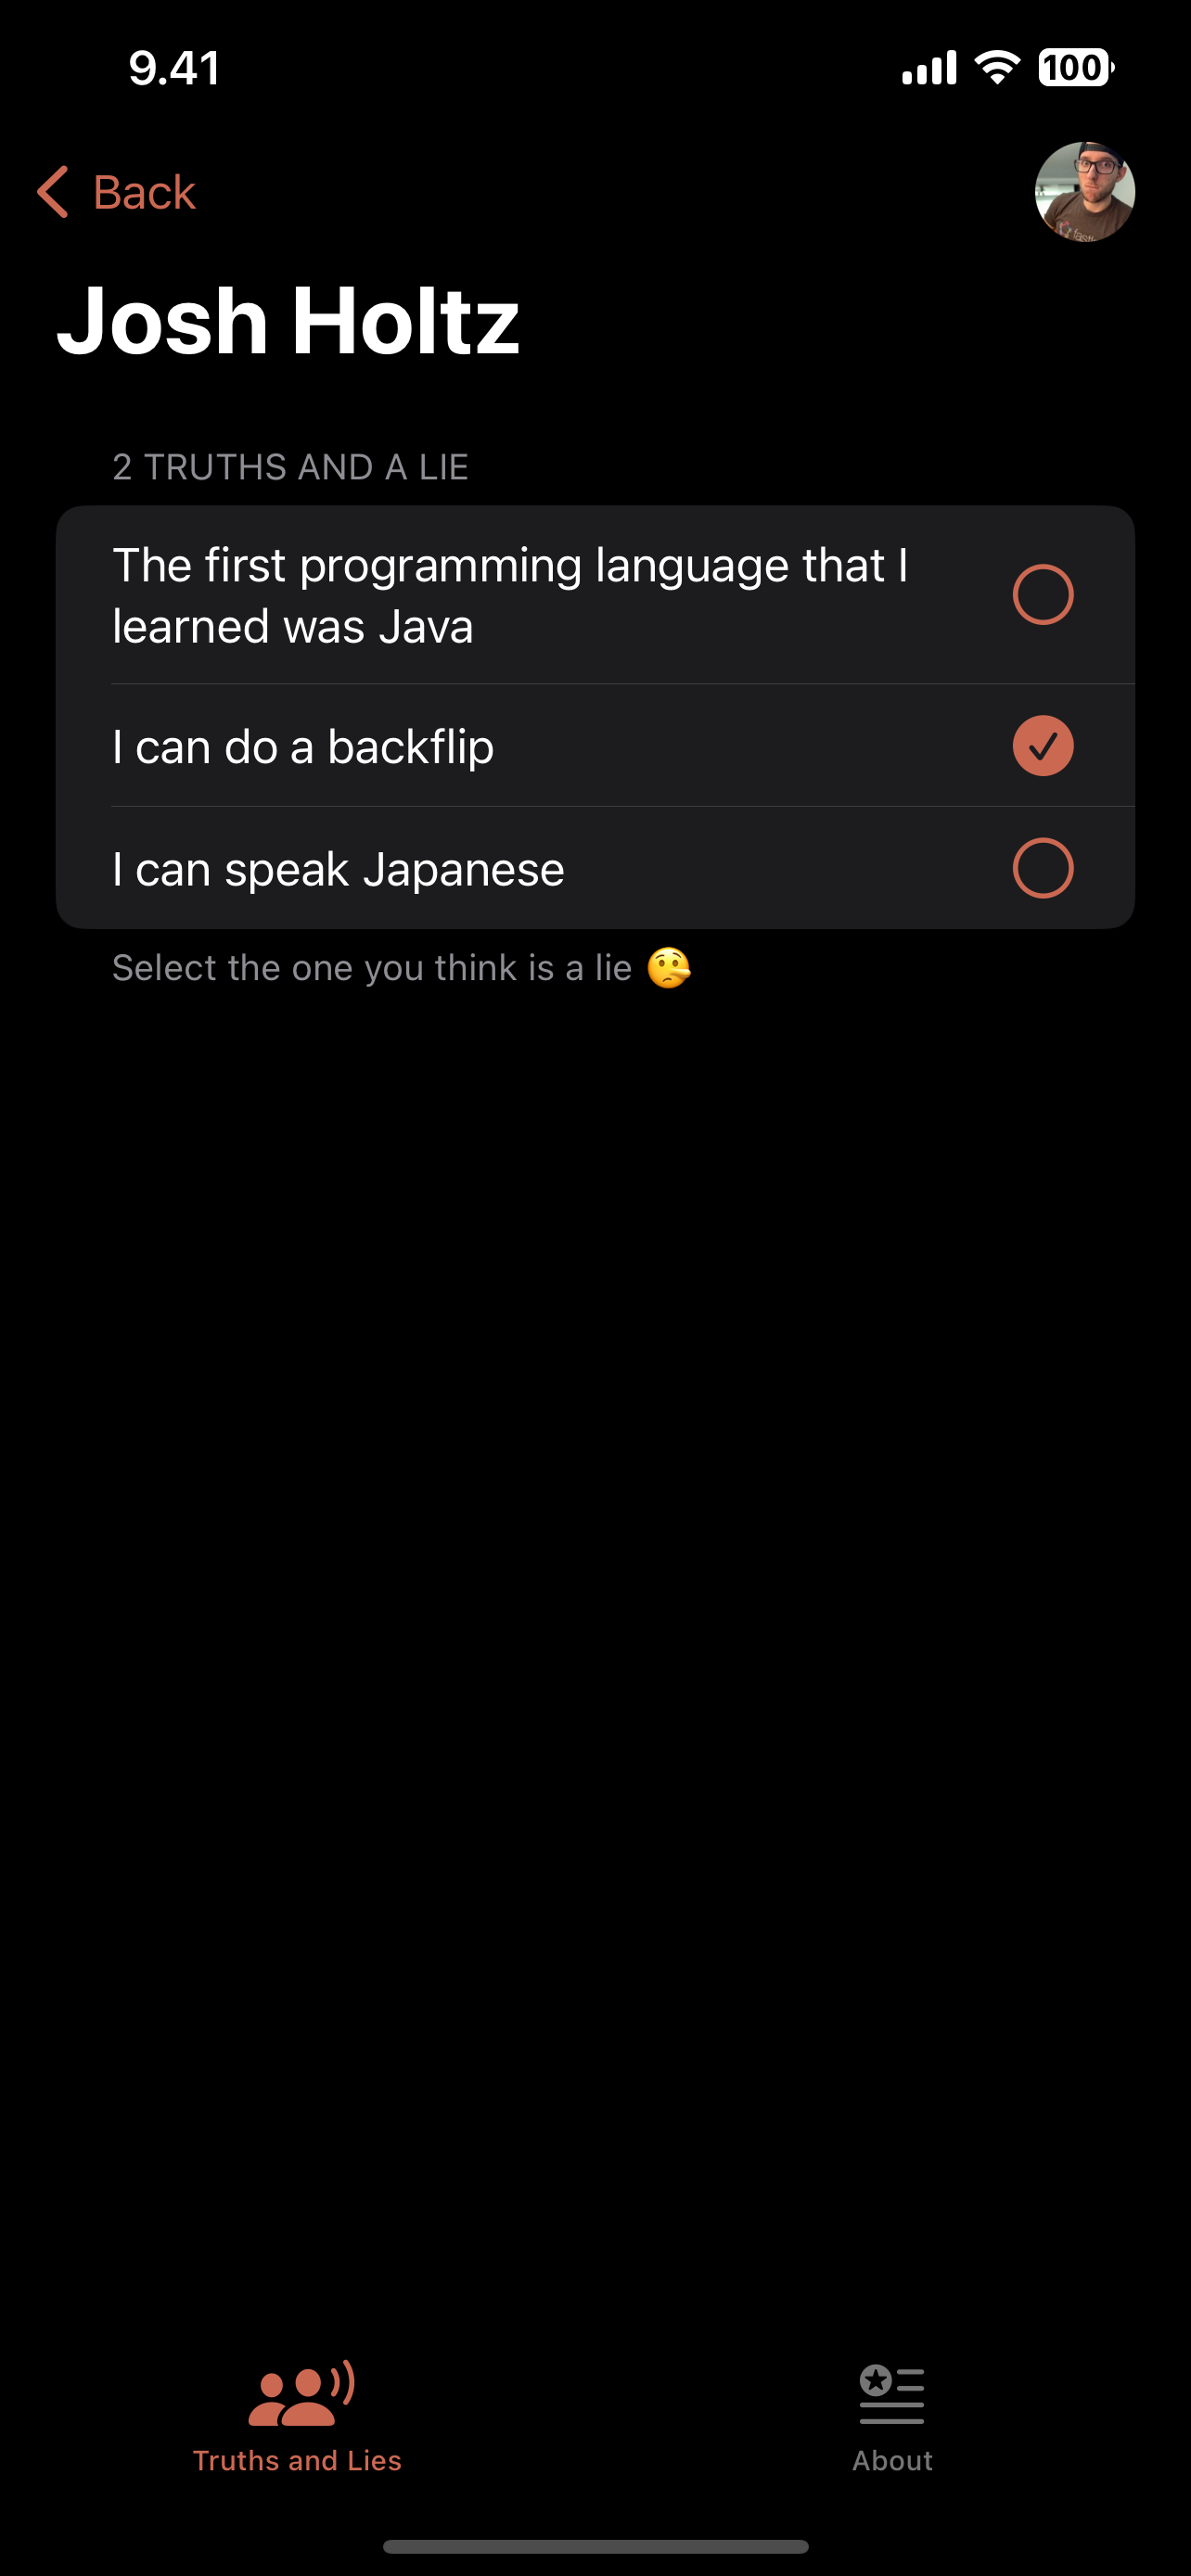 9.41
100
Back
Josh Holtz
2 TRUTHS AND A LIE
The first programming language that I
learned was Java
I can do a backflip
I can speak Japanese
Select the one you think is a lie 🤥
Truths and Lies
About